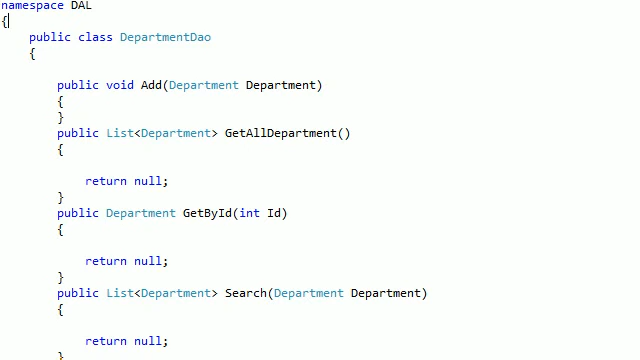 namespace DAL
{
public class DepartmentDao
{
public void Add(Department Department)
{
}
public List<Department> GetAllDepartment()
{
return null;
}
public Department GetById(int Id)
{
return null;
}
public List<Department> Search(Department Department)
{
return null;
}